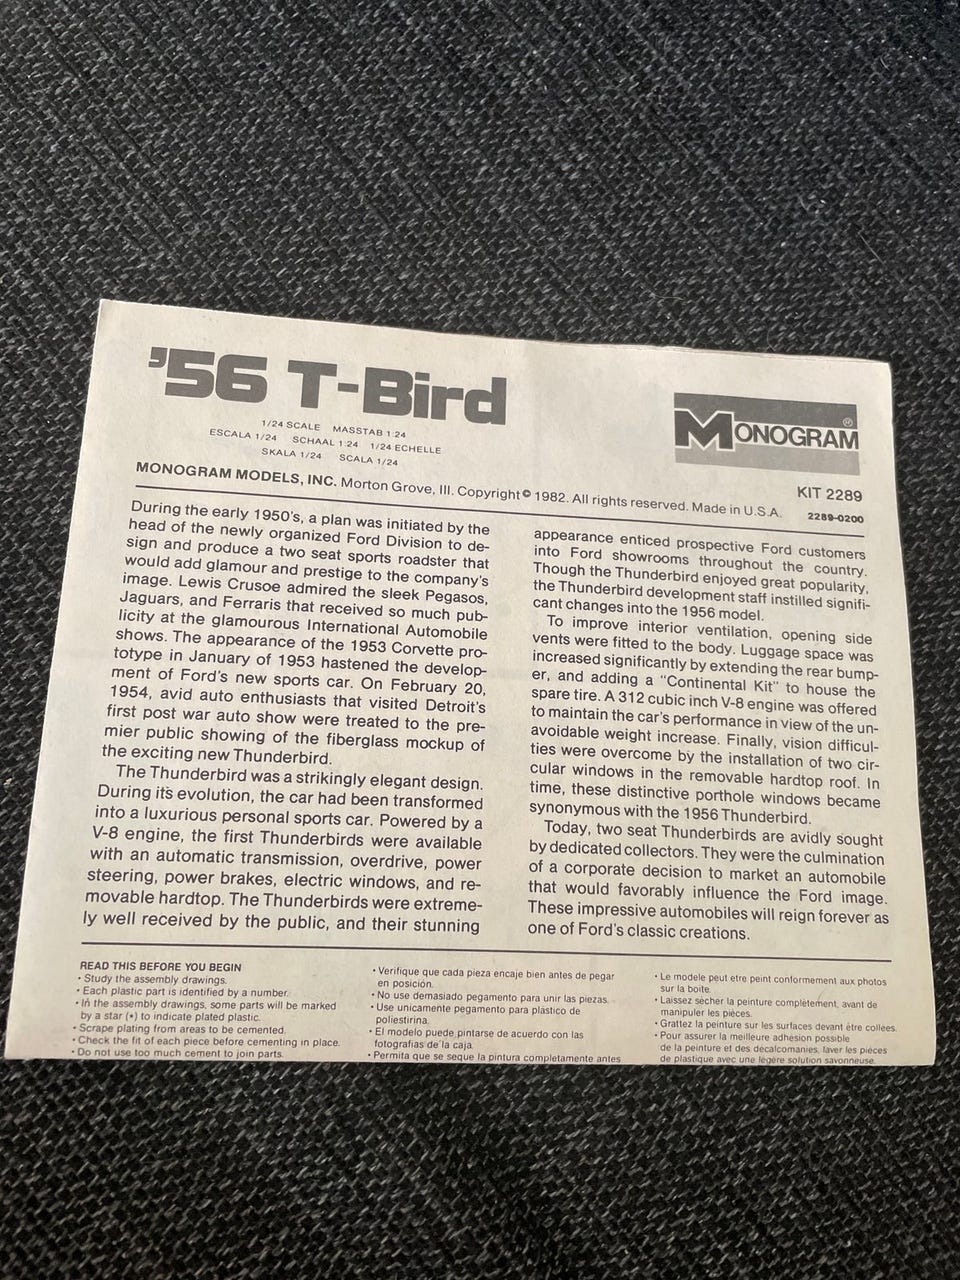 '56 T-Bird
1/24 SCALE MASSTAB 1:24
ESCALA 1/24 SCHAAL 1:24 1/24 ECHELLE
SKALA 1/24 SCALA 1/24
MONOGRAM®
KIT 2289
MONOGRAM MODELS, INC. Morton Grove, Ill. Copyright © 1982. All rights reserved. Made in U.S.A. 2289-0200
During the early 1950's, a plan was initiated by the
head of the newly organized Ford Division to de-
sign and produce a two seat sports roadster that
would add glamour and prestige to the company's
image. Lewis Crusoe admired the sleek Pegasos,
Jaguars, and Ferraris that received so much pub-
licity at the glamourous International Automobile
shows. The appearance of the 1953 Corvette pro-
totype in January of 1953 hastened the develop-
ment of Ford's new sports car. On February 20,
1954, avid auto enthusiasts that visited Detroit's
first post war auto show were treated to the pre-
mier public showing of the fiberglass mockup of
the exciting new Thunderbird.
The Thunderbird was a strikingly elegant design.
During its evolution, the car had been transformed
into a luxurious personal sports car. Powered by a
V-8 engine, the first Thunderbirds were available
with an automatic transmission, overdrive, power
steering, power brakes, electric windows, and re-
movable hardtop. The Thunderbirds were extreme-
ly well received by the public, and their stunning
appearance enticed prospective Ford customers
into Ford showrooms throughout the country.
Though the Thunderbird enjoyed great popularity,
the Thunderbird development staff instilled signifi-
cant changes into the 1956 model.
To improve interior ventilation, opening side
vents were fitted to the body. Luggage space was
increased significantly by extending the rear bump-
er, and adding a "Continental Kit" to house the
spare tire. A 312 cubic inch V-8 engine was offered
to maintain the car's performance in view of the un-
avoidable weight increase. Finally, vision difficul-
ties were overcome by the installation of two cir-
cular windows in the removable hardtop roof. In
time, these distinctive porthole windows became
synonymous with the 1956 Thunderbird.
Today, two seat Thunderbirds are avidly sought
by dedicated collectors. They were the culmination
of a corporate decision to market an automobile
that would favorably influence the Ford image.
These impressive automobiles will reign forever as
one of Ford's classic creations.
READ THIS BEFORE YOU BEGIN
• Study the assembly drawings.
• Each plastic part is identified by a number.
• In the assembly drawings, some parts will be marked
by a star (*) to indicate plated plastic.
• Scrape plating from areas to be cemented.
• Check the fit of each piece before cementing in place.
• Do not use too much cement to join parts.
• Verifique que cada pieza encaje bien antes de pegar
en posición.
• No use demasiado pegamento para unir las piezas.
• Use unicamente pegamento para plastico de
poliestirina.
• El modelo puede pintarse de acuerdo con las
fotografias de la caja.
• Permita que se seque la pintura completamente antes
• Le modele peut etre peint conformement aux photos
sur la boite.
• Laissez sécher la peinture complètement, avant de
manipuler les pièces.
• Grattez la peinture sur les surfaces devant être collées.
• Pour assurer la meilleure adhésion possible
de la peinture et des décalcomanies, laver les pièces
de plastique avec une légère solution savonneuse.